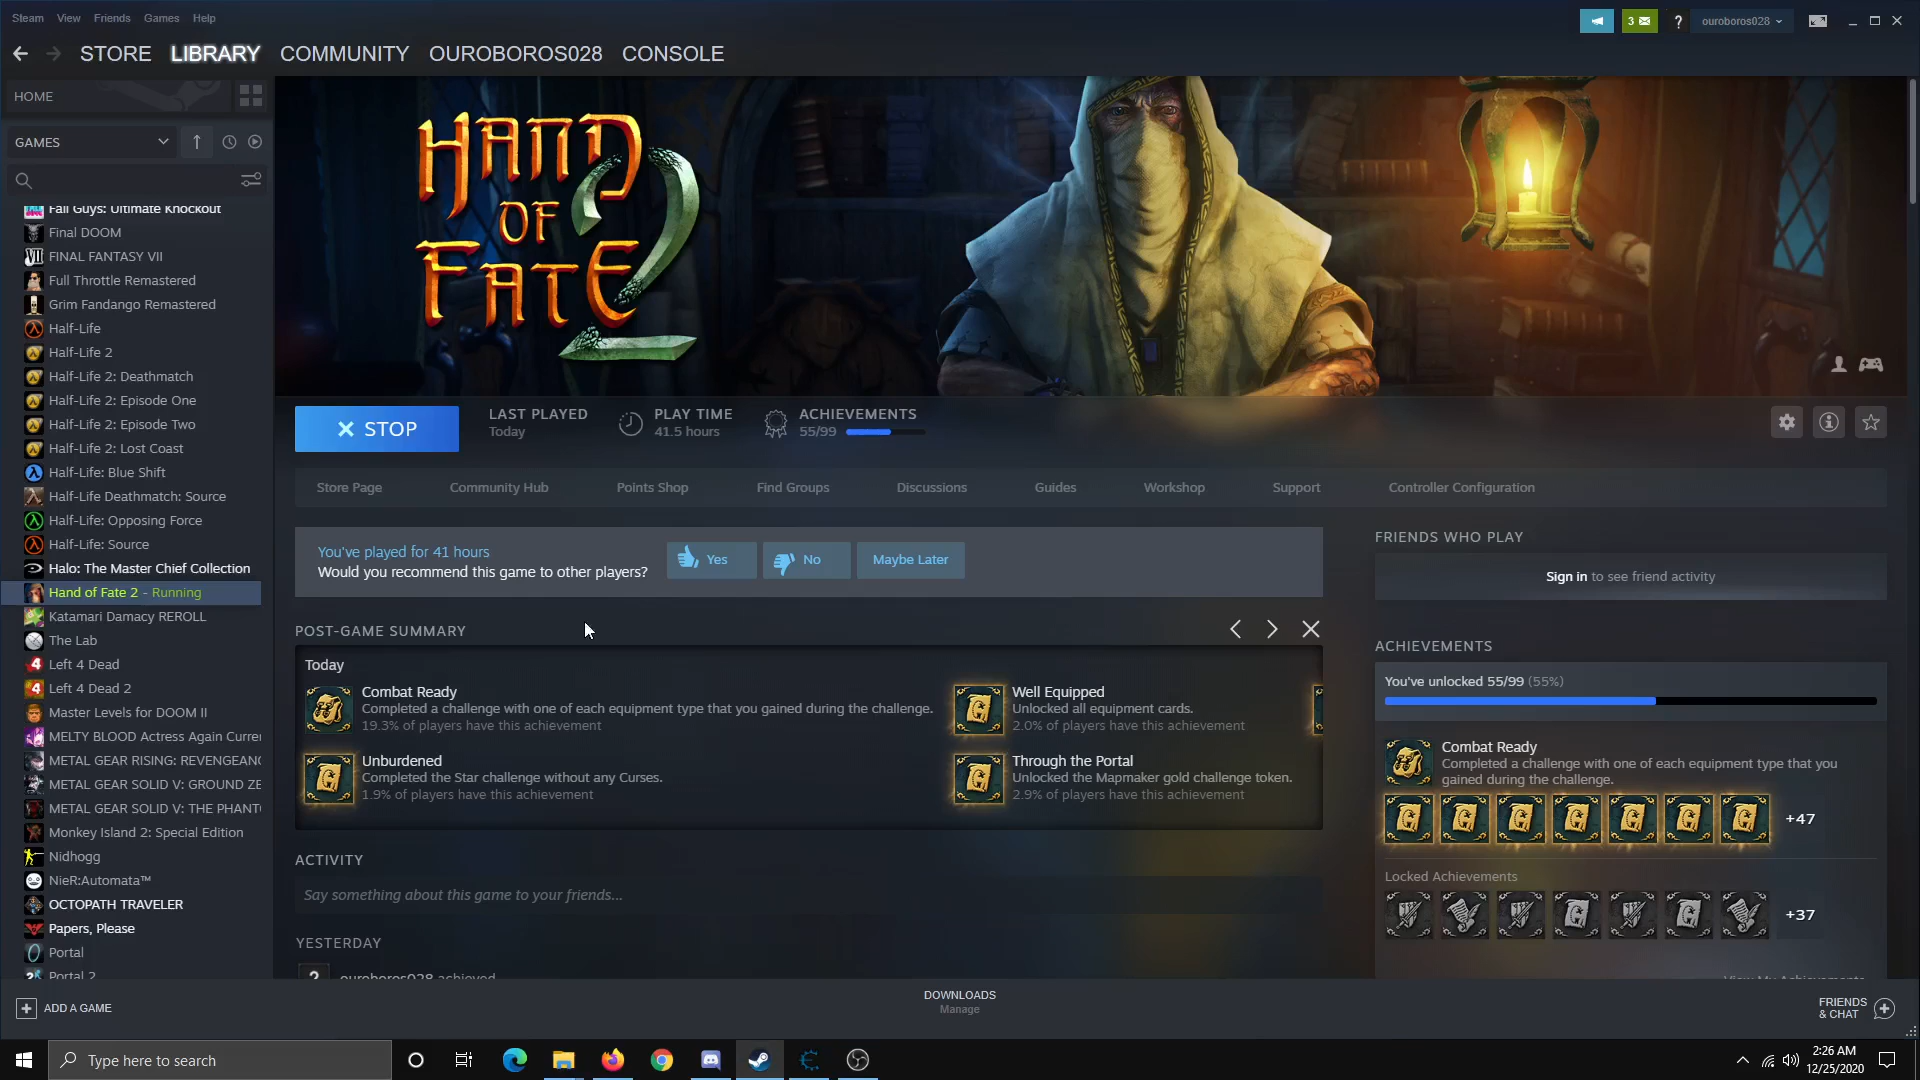 Steam View Friends Games Help
3
?
ouroboros028
STORE LIBRARY COMMUNITY OUROBOROS028 CONSOLE
HOME
GAMES
Fall Guys: Ultimate Knockout
Final DOOM
FINAL FANTASY VII
Full Throttle Remastered
Grim Fandango Remastered
Half-Life
Half-Life 2
Half-Life 2: Deathmatch
Half-Life 2: Episode One
Half-Life 2: Episode Two
Half-Life 2: Lost Coast
Half-Life: Blue Shift
Half-Life Deathmatch: Source
Half-Life: Opposing Force
Half-Life: Source
Halo: The Master Chief Collection
Hand of Fate 2 - Running
Katamari Damacy REROLL
The Lab
Left 4 Dead
Left 4 Dead 2
Master Levels for DOOM II
MELTY BLOOD Actress Again Curre
METAL GEAR RISING: REVENGEANC
METAL GEAR SOLID V: GROUND ZE
METAL GEAR SOLID V: THE PHANT
Monkey Island 2: Special Edition
Nidhogg
NieR:Automata™
OCTOPATH TRAVELER
Papers, Please
Portal
Portal 2
HAND
OF
FATE
2
STOP
LAST PLAYED
Today
PLAY TIME
41.5 hours
ACHIEVEMENTS
55/99
Store Page Community Hub Points Shop Find Groups Discussions Guides Workshop Support Controller Configuration
You've played for 41 hours
Would you recommend this game to other players?
Yes No Maybe Later
POST-GAME SUMMARY
Today
Combat Ready
Completed a challenge with one of each equipment type that you gained during the challenge.
19.3% of players have this achievement
Well Equipped
Unlocked all equipment cards.
2.0% of players have this achievement
Unburdened
Completed the Star challenge without any Curses.
1.9% of players have this achievement
Through the Portal
Unlocked the Mapmaker gold challenge token.
2.9% of players have this achievement
ACTIVITY
Say something about this game to your friends...
YESTERDAY
ouroboros028 achieved
FRIENDS WHO PLAY
Sign in to see friend activity
ACHIEVEMENTS
You've unlocked 55/99 (55%)
Combat Ready
Completed a challenge with one of each equipment type that you
gained during the challenge.
+47
Locked Achievements
+37
View My Achievements
ADD A GAME
DOWNLOADS
Manage
FRIENDS
& CHAT
Type here to search
2:26 AM
12/25/2020